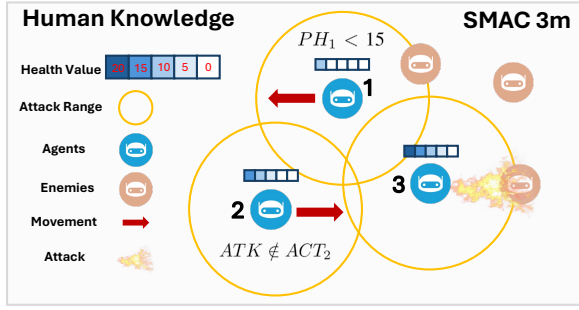 Human Knowledge
SMAC 3m
PH₁ < 15
Health Value
20 15 10 5 0
Attack Range
1
Agents
3
Enemies
2
Movement
ATK ∉ ACT₂
Attack